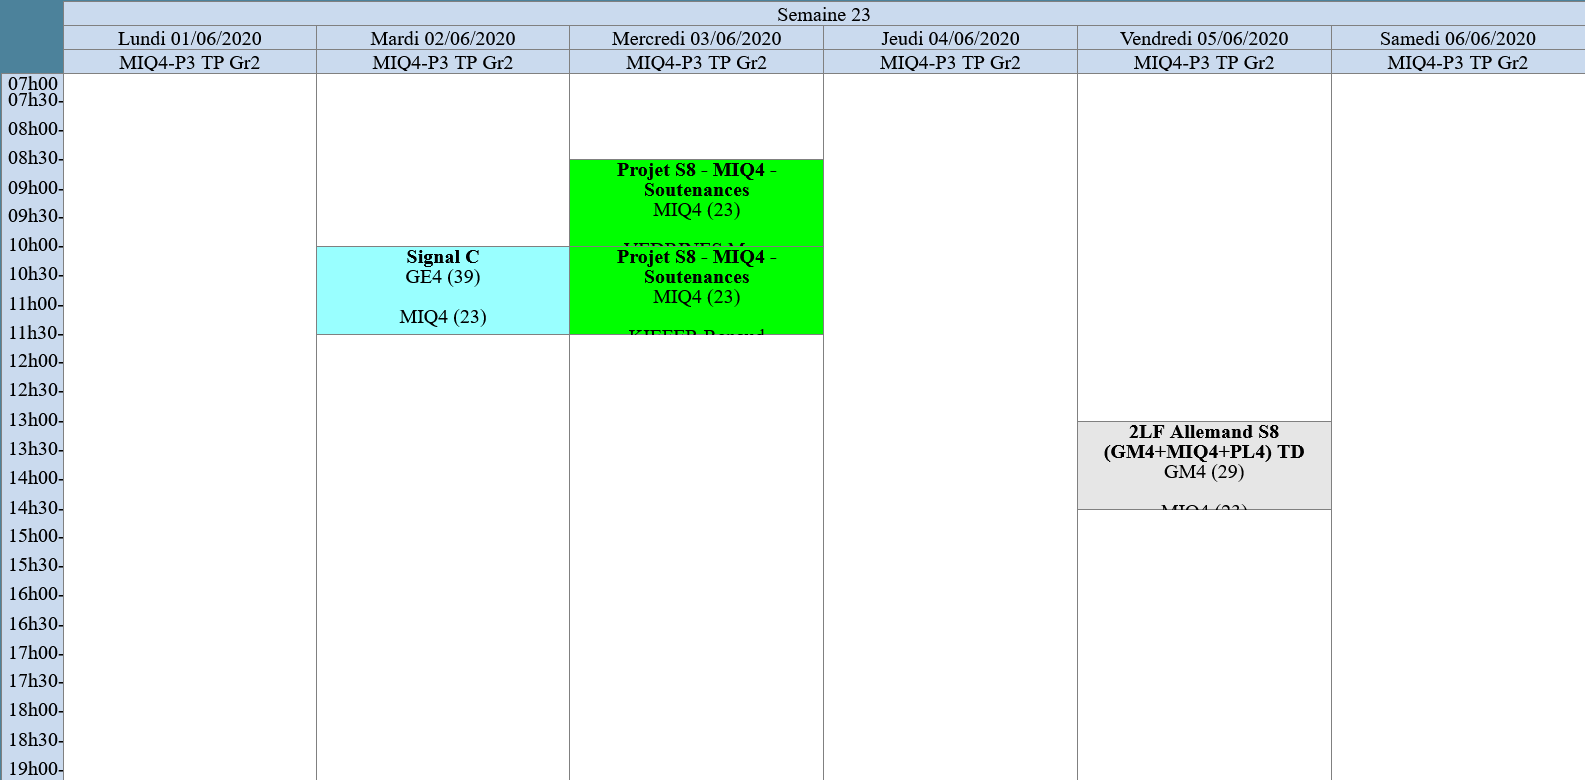 Semaine 23
Lundi 01/06/2020
Mardi 02/06/2020
Mercredi 03/06/2020
Jeudi 04/06/2020
Vendredi 05/06/2020
Samedi 06/06/2020
MIQ4-P3 TP Gr2
MIQ4-P3 TP Gr2
MIQ4-P3 TP Gr2
MIQ4-P3 TP Gr2
MIQ4-P3 TP Gr2
MIQ4-P3 TP Gr2
07h00
07h30
08h00
08h30
09h00
09h30
10h00
10h30
11h00
11h30
12h00
12h30
13h00
13h30
14h00
14h30
15h00
15h30
16h00
16h30
17h00
17h30
18h00
18h30
19h00
Signal C
GE4 (39)
MIQ4 (23)
Projet S8 - MIQ4 -
Soutenances
MIQ4 (23)
Projet S8 - MIQ4 -
Soutenances
MIQ4 (23)
KIEFER Renaud
2LF Allemand S8
(GM4+MIQ4+PL4) TD
GM4 (29)
MIQ4 (23)